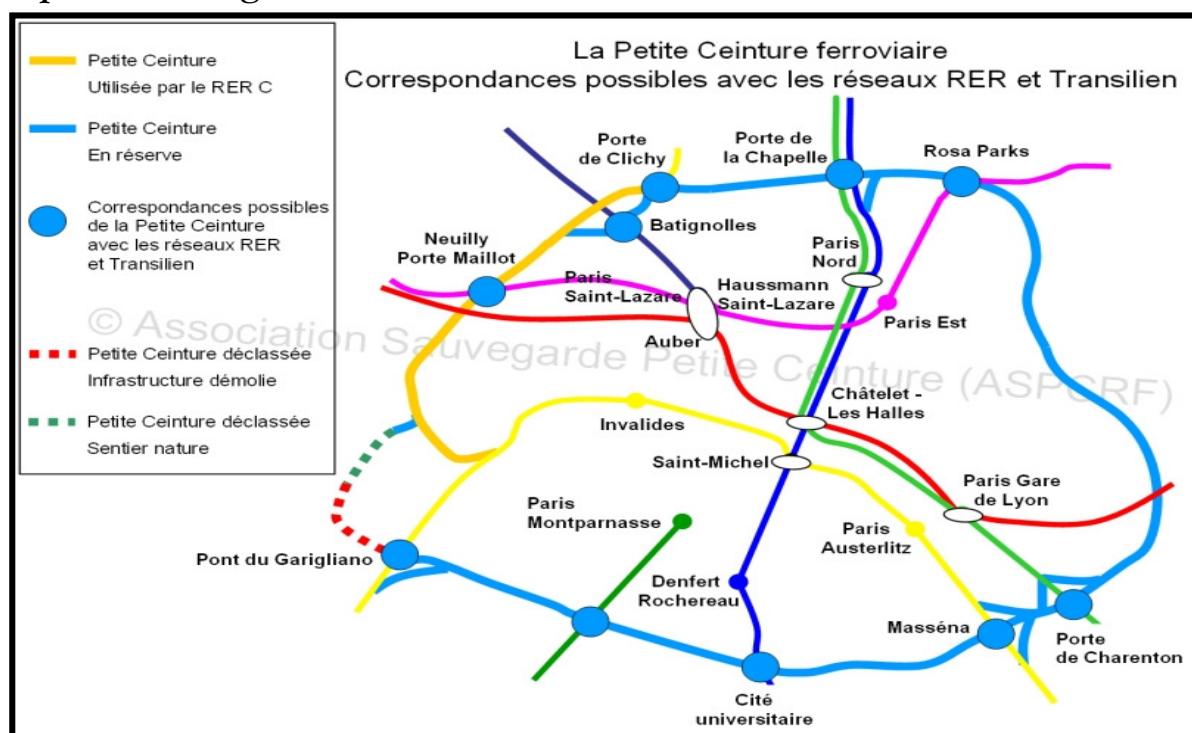 La Petite Ceinture ferroviaire
Correspondances possibles avec les réseaux RER et Transilien
Petite Ceinture
Utilisée par le RER C
Petite Ceinture
En réserve
Correspondances possibles
de la Petite Ceinture
avec les réseaux RER
et Transilien
Petite Ceinture déclassée
Infrastructure démolie
Petite Ceinture déclassée
Sentier nature
Porte
de Clichy
Porte de
la Chapelle
Rosa Parks
Batignolles
Neuilly
Porte Maillot
Paris
Saint-Lazare
Haussmann
Saint-Lazare
Paris
Nord
Paris Est
Auber
© Association Sauvegarde Petite Ceinture (ASPCRF)
Châtelet -
Les Halles
Invalides
Saint-Michel
Paris Gare
de Lyon
Paris
Montparnasse
Paris
Austerlitz
Pont du Garigliano
Denfert
Rochereau
Masséna
Porte
de Charenton
Cité
universitaire